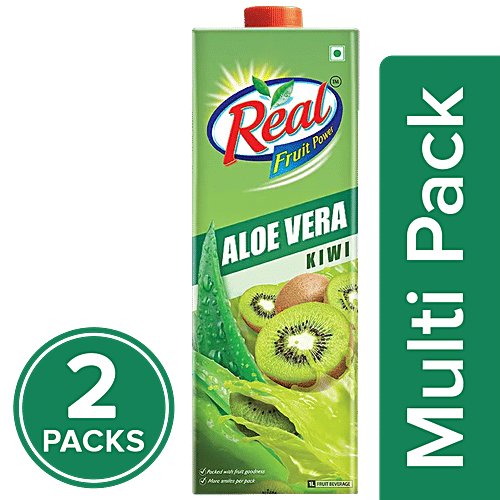 Real
TM
Fruit Power
ALOE VERA
KIWI
✓ Packed with fruit goodness
✓ More smiles per pack
1L FRUIT BEVERAGE
2
PACKS
Multi Pack